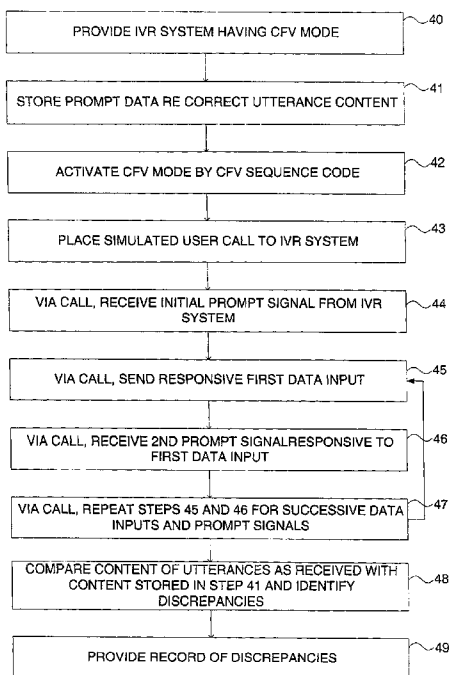 40
PROVIDE IVR SYSTEM HAVING CFV MODE
41
STORE PROMPT DATA RE CORRECT UTTERANCE CONTENT
42
ACTIVATE CFV MODE BY CFV SEQUENCE CODE
43
PLACE SIMULATED USER CALL TO IVR SYSTEM
44
VIA CALL, RECEIVE INITIAL PROMPT SIGNAL FROM IVR
SYSTEM
45
VIA CALL, SEND RESPONSIVE FIRST DATA INPUT
46
VIA CALL, RECEIVE 2ND PROMPT SIGNALRESPONSIVE TO
FIRST DATA INPUT
47
VIA CALL, REPEAT STEPS 45 AND 46 FOR SUCCESSIVE DATA
INPUTS AND PROMPT SIGNALS
48
COMPARE CONTENT OF UTTERANCES AS RECEIVED WITH
CONTENT STORED IN STEP 41 AND IDENTIFY
DISCREPANCIES
49
PROVIDE RECORD OF DISCREPANCIES